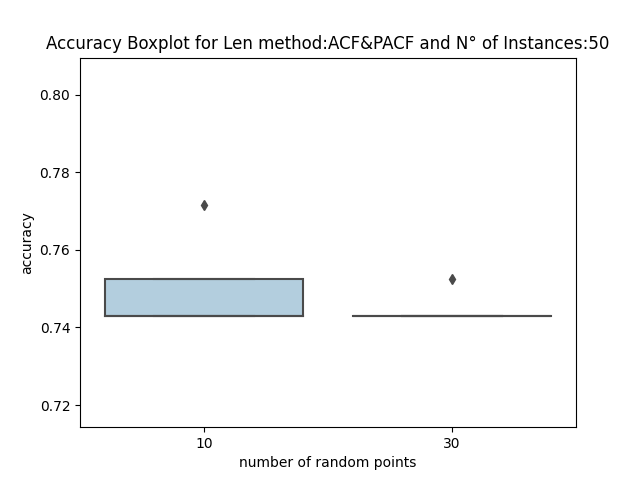 Accuracy Boxplot for Len method:ACF&PACF and N° of Instances:50
0.80
0.78
0.76
0.74
0.72
accuracy
10 30
number of random points